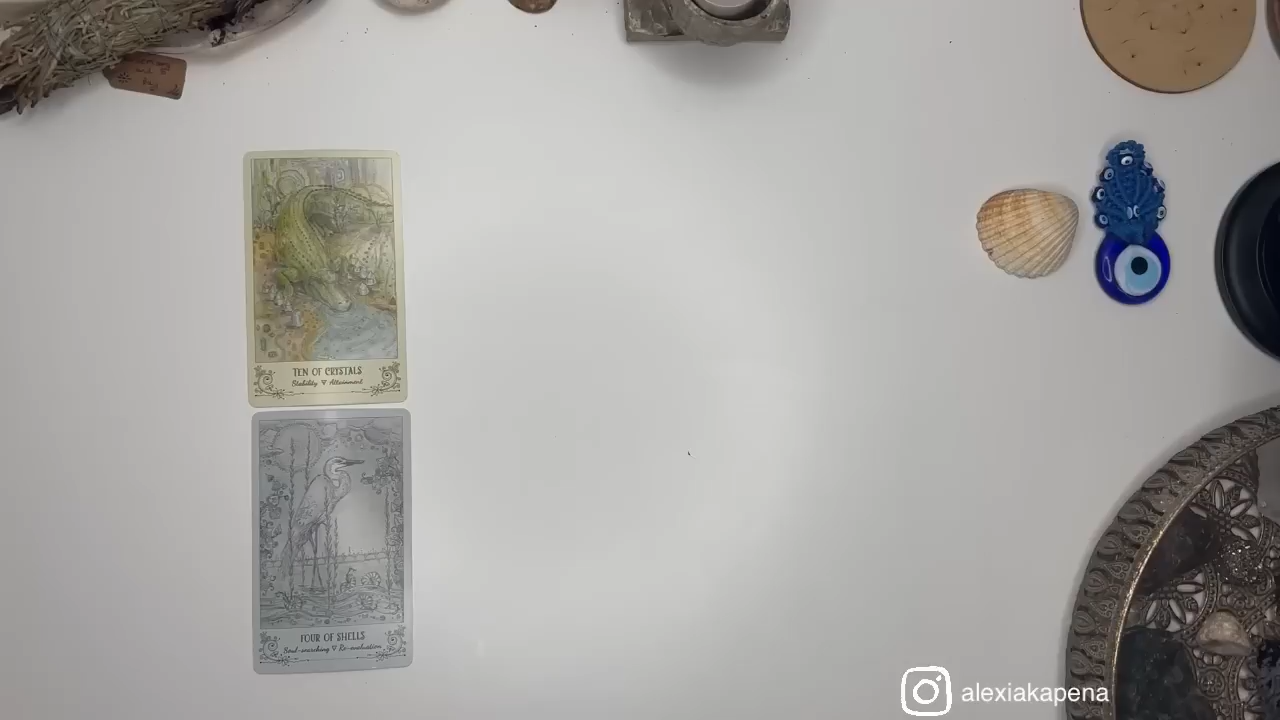 TEN OF CRYSTALS
Stability ▽ Attainment
FOUR OF SHELLS
Soul-searching ▽ Re-evaluation
alexiakapena